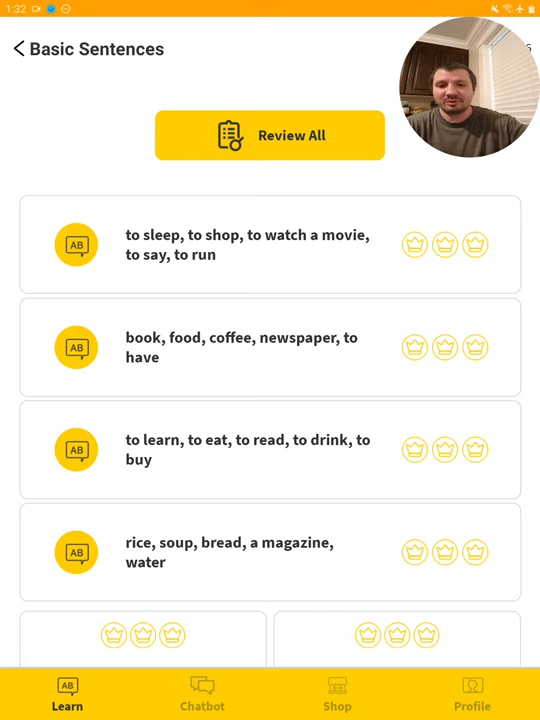 1:32
Basic Sentences
6
Review All
AB
to sleep, to shop, to watch a movie,
to say, to run
AB
book, food, coffee, newspaper, to
have
AB
to learn, to eat, to read, to drink, to
buy
AB
rice, soup, bread, a magazine,
water
AB
Learn
Chatbot
Shop
Profile